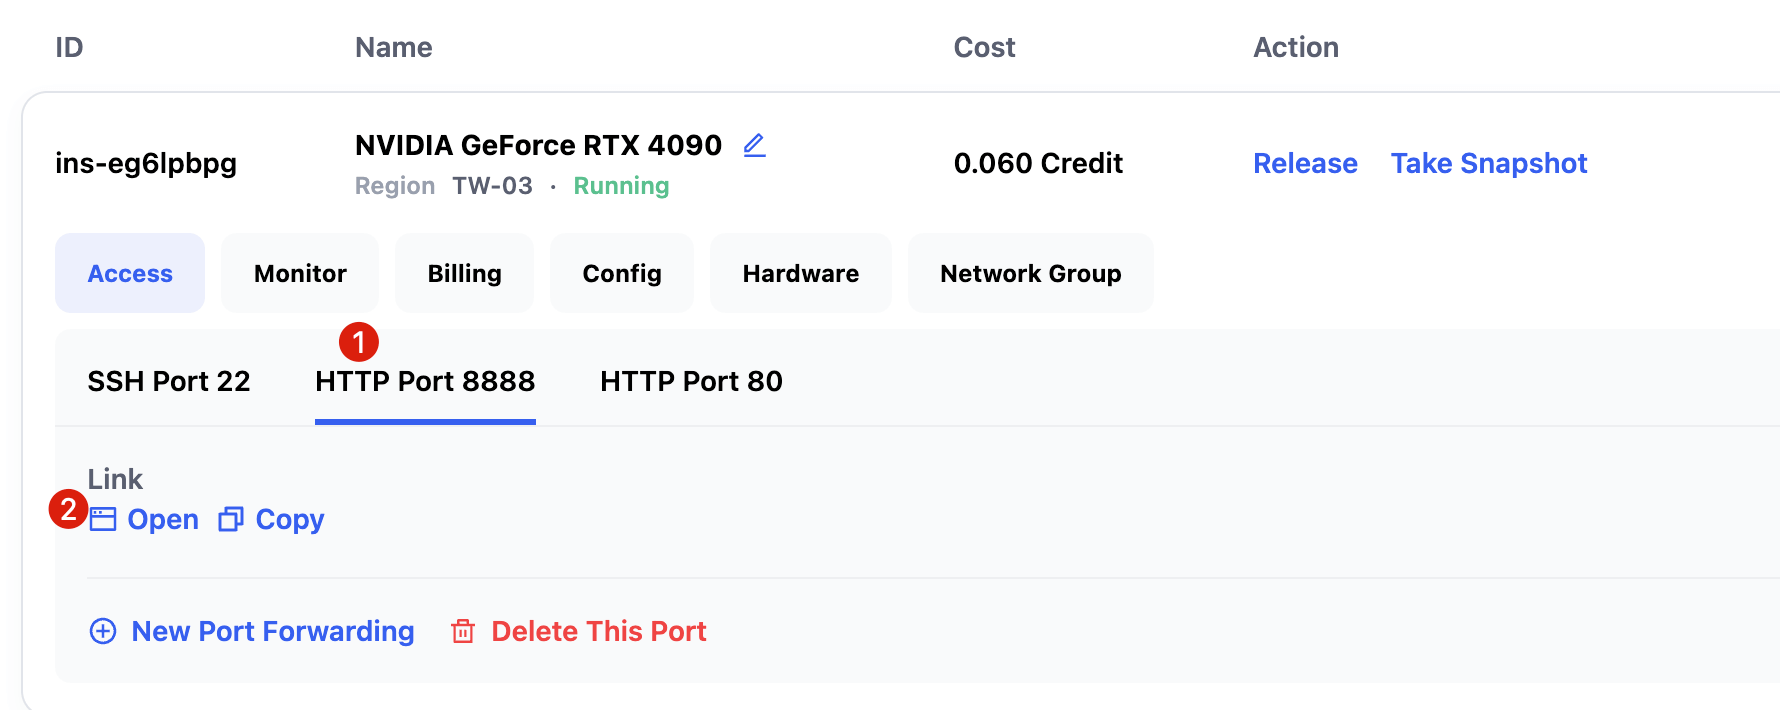 ID Name Cost Action
ins-eg6lpbpg NVIDIA GeForce RTX 4090 0.060 Credit Release Take Snapshot
Region TW-03 · Running
Access Monitor Billing Config Hardware Network Group
1
SSH Port 22 HTTP Port 8888 HTTP Port 80
Link
2 Open Copy
New Port Forwarding Delete This Port